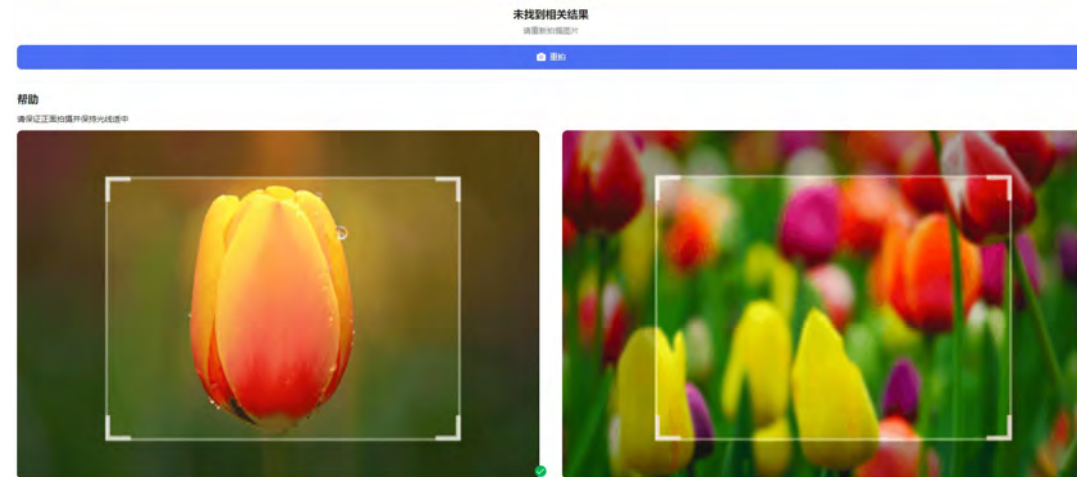 未找到相关结果
请重新拍摄图片
重拍
帮助
请保证正面拍摄并保持光线适中